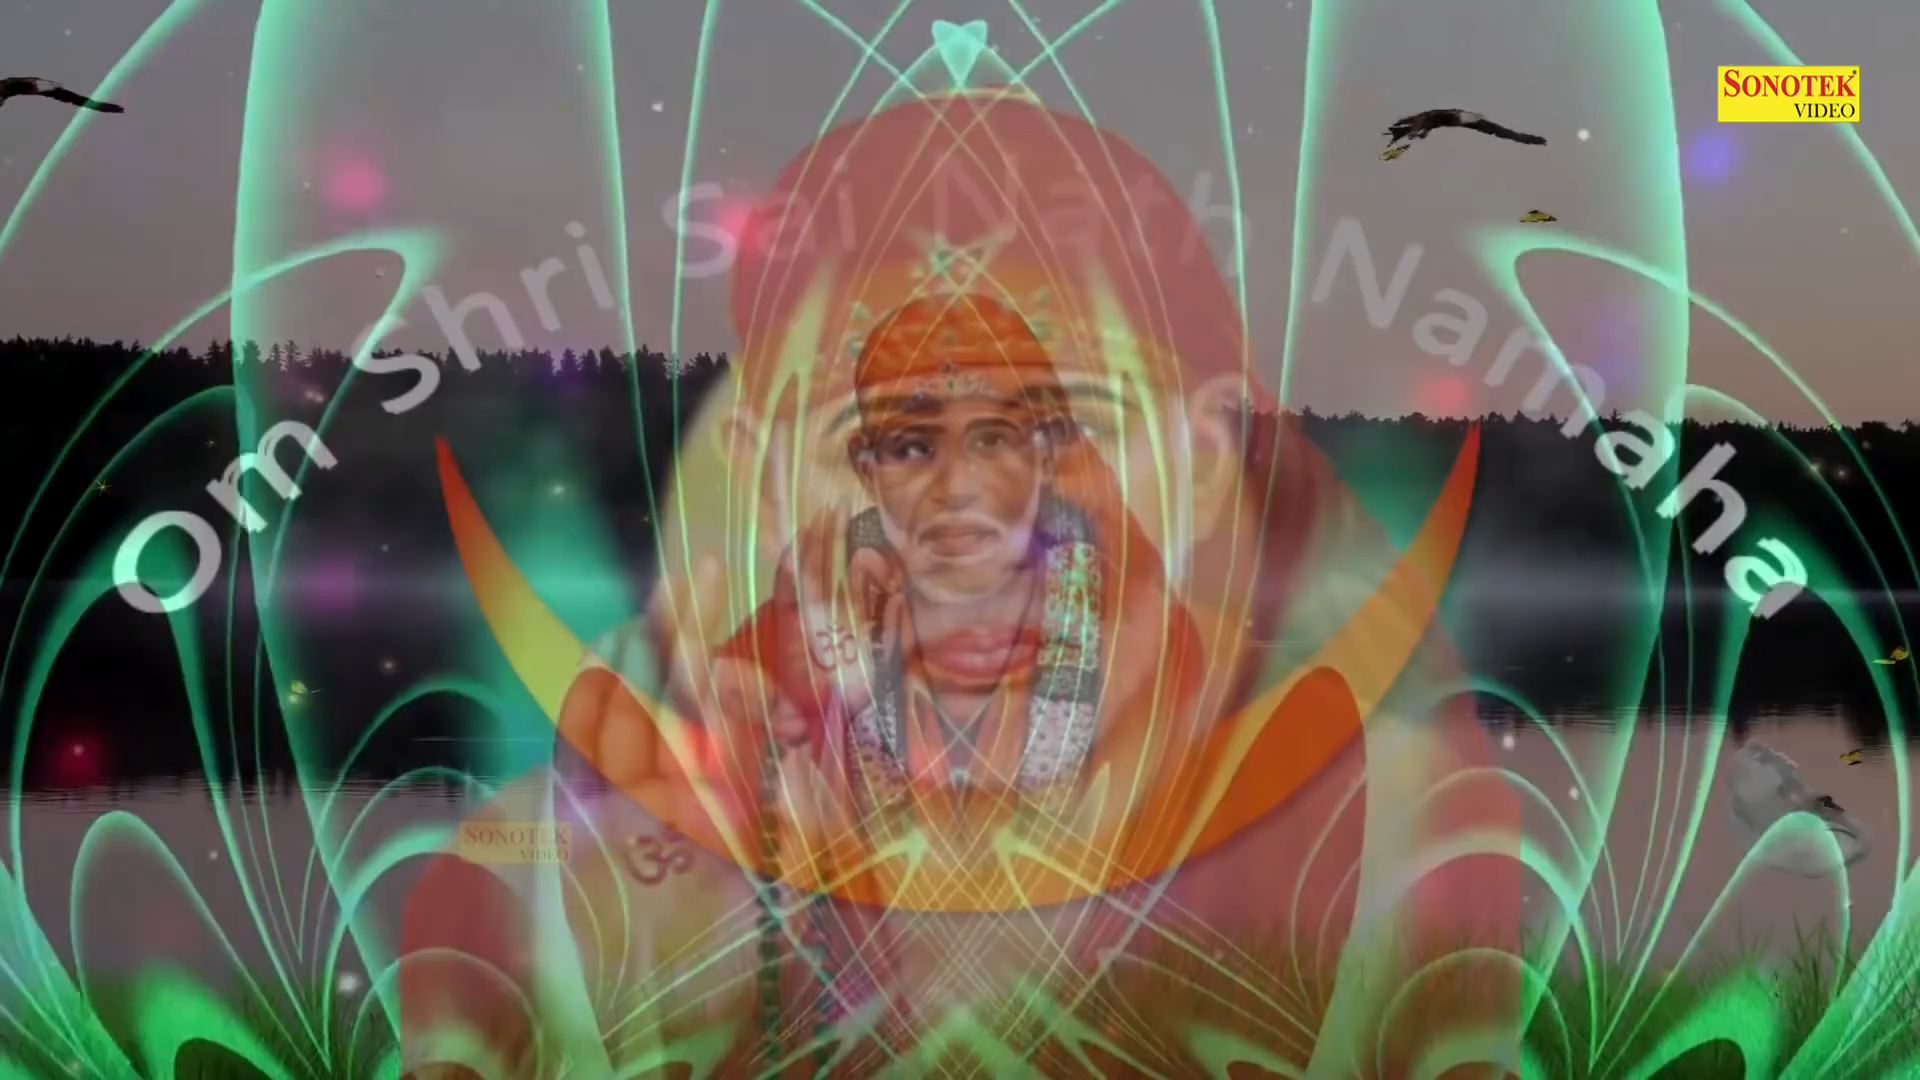 SONOTEK
VIDEO
Om Shri Sai Nath Namaha
ॐ
SONOTEK
VIDEO
ॐ